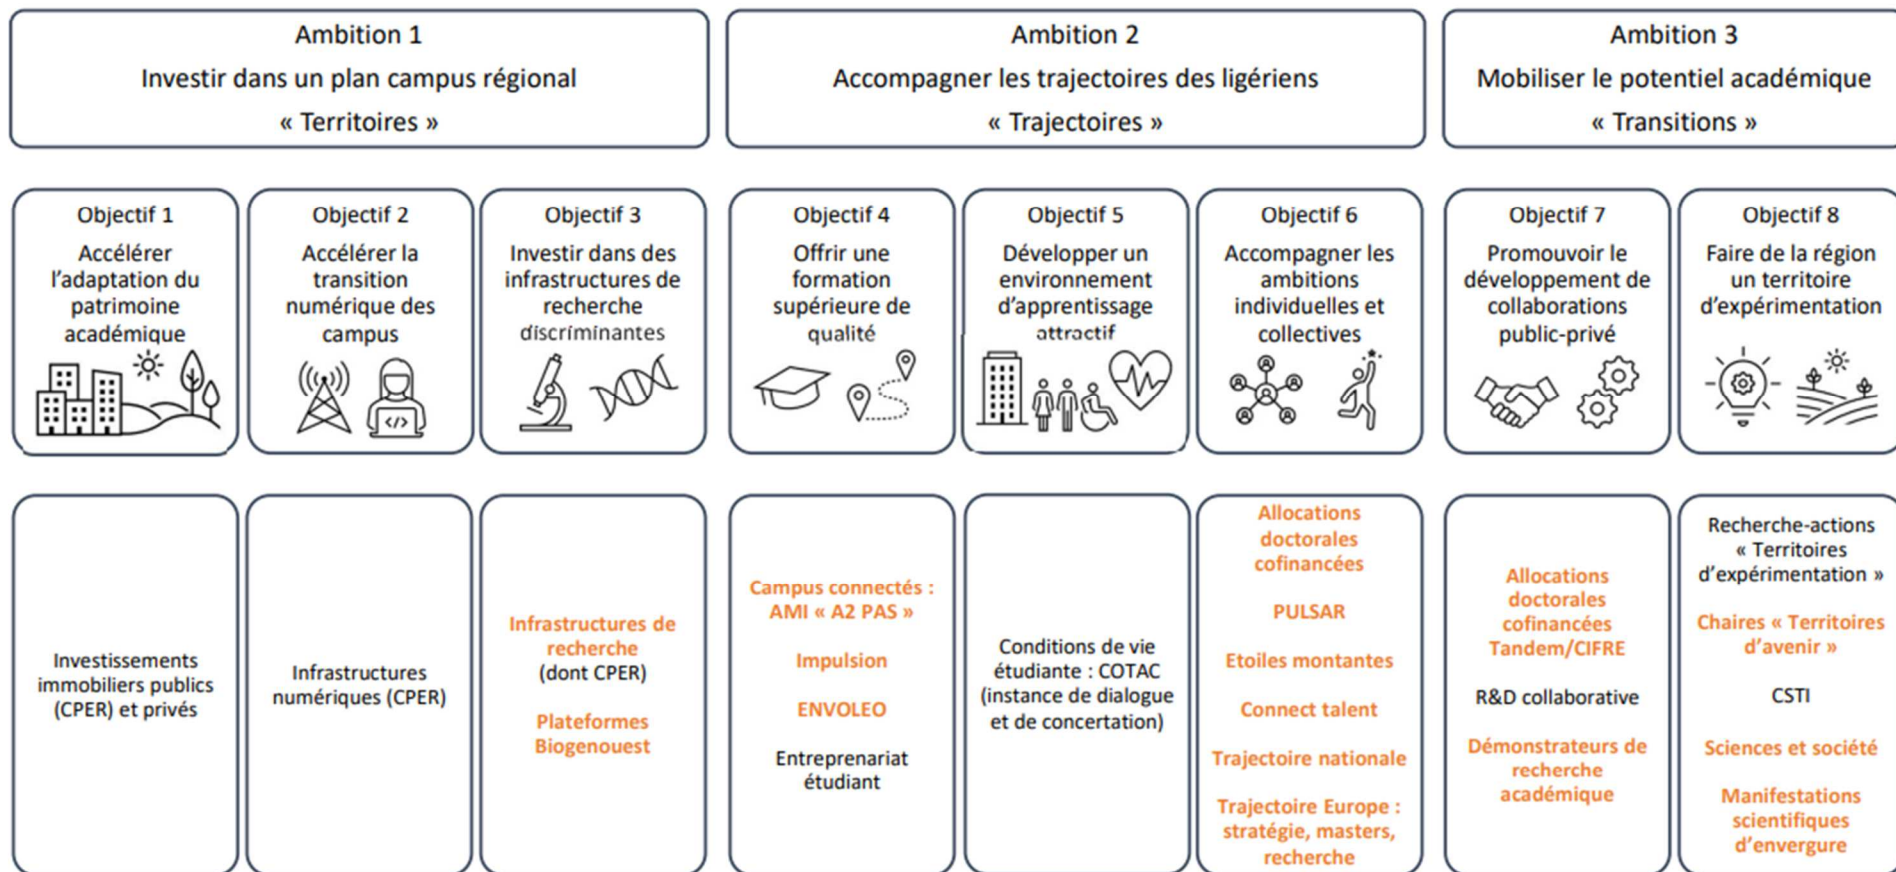 Ambition 1
Investir dans un plan campus régional
« Territoires »
Ambition 2
Accompagner les trajectoires des ligériens
« Trajectoires »
Ambition 3
Mobiliser le potentiel académique
« Transitions »
Objectif 1
Accélérer
l’adaptation du
patrimoine
académique
Objectif 2
Accélérer la
transition
numérique des
campus
Objectif 3
Investir dans des
infrastructures de
recherche
discriminantes
Objectif 4
Offrir une
formation
supérieure de
qualité
Objectif 5
Développer un
environnement
d’apprentissage
attractif
Objectif 6
Accompagner les
ambitions
individuelles et
collectives
Objectif 7
Promouvoir le
développement de
collaborations
public-privé
Objectif 8
Faire de la région
un territoire
d’expérimentation
</>
Investissements
immobiliers publics
(CPER) et privés
Infrastructures
numériques (CPER)
Infrastructures de
recherche
(dont CPER)
Plateformes
Biogenouest
Campus connectés :
AMI « A2 PAS »
Impulsion
ENVOLEO
Entreprenariat
étudiant
Conditions de vie
étudiante : COTAC
(instance de dialogue
et de concertation)
Allocations
doctorales
cofinancées
PULSAR
Etoiles montantes
Connect talent
Trajectoire nationale
Trajectoire Europe :
stratégie, masters,
recherche
Allocations
doctorales
cofinancées
Tandem/CIFRE
R&D collaborative
Démonstrateurs de
recherche
académique
Recherche-actions
« Territoires
d’expérimentation »
Chaires « Territoires
d’avenir »
CSTI
Sciences et société
Manifestations
scientifiques
d’envergure